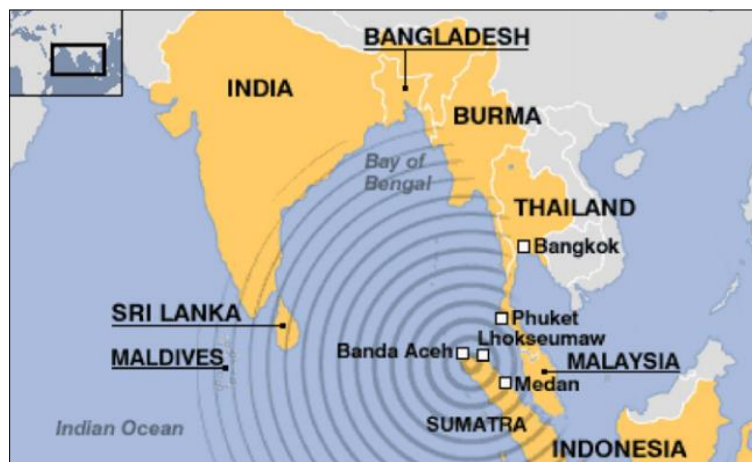 BANGLADESH
INDIA
BURMA
Bay of
Bengal
THAILAND
Bangkok
SRI LANKA
Phuket
Lhokseumaw
Banda Aceh
MALDIVES
MALAYSIA
Medan
SUMATRA
Indian Ocean
INDONESIA